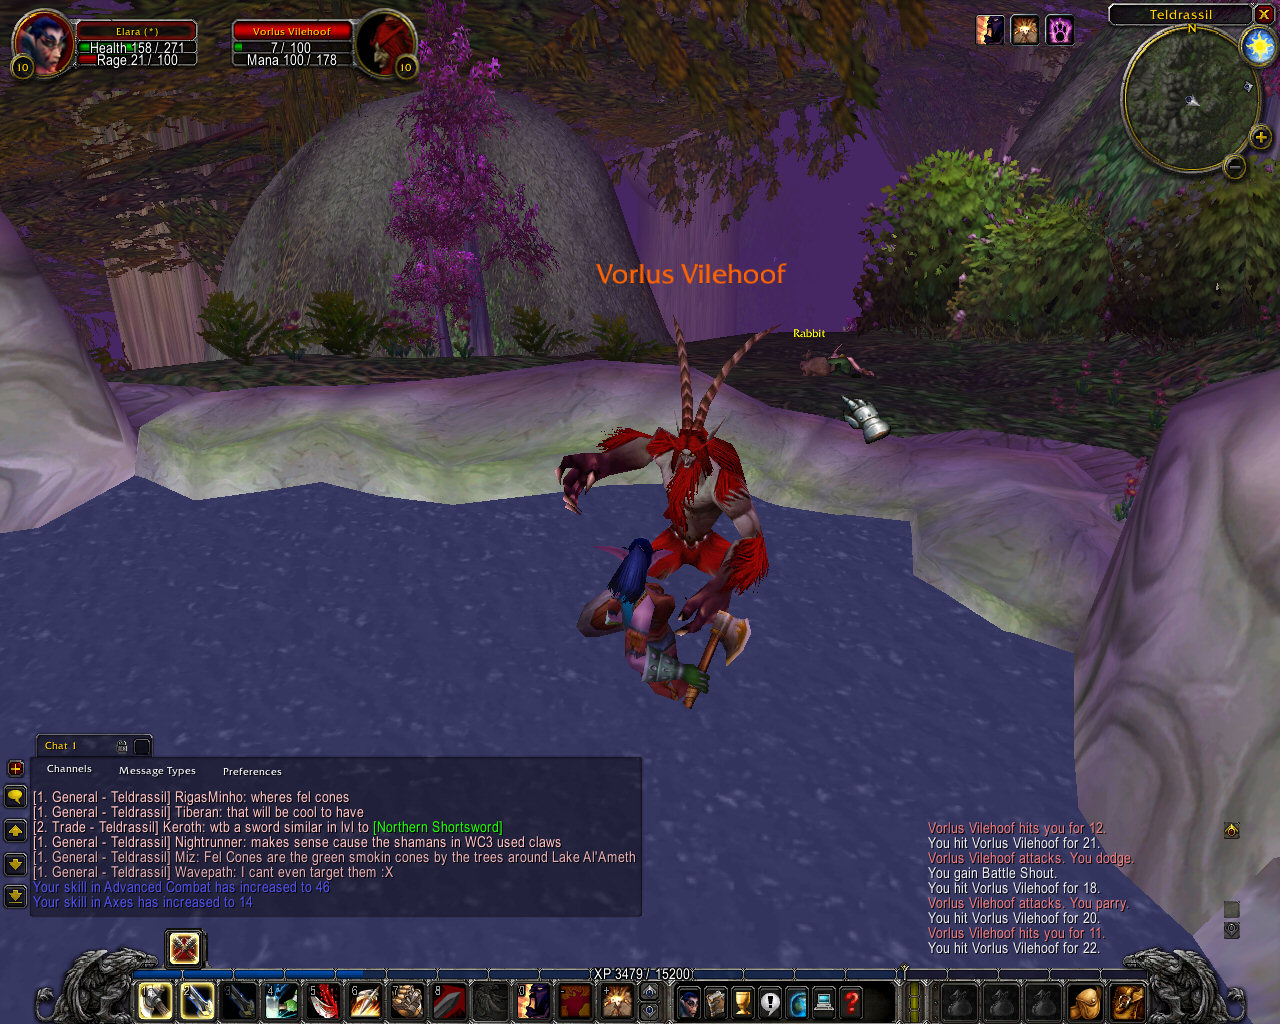 Elara (*)
Health 158 / 271
Rage 21 / 100
10
Vorlus Vilehoof
7 / 100
Mana 100 / 178
10
Teldrassil
N
Vorlus Vilehoof
Rabbit
Chat 1
Channels Message Types Preferences
[1. General - Teldrassil] RigasMinho: wheres fel cones
[1. General - Teldrassil] Tiberan: that will be cool to have
[2. Trade - Teldrassil] Keroth: wtb a sword similar in lvl to [Northern Shortsword]
[1. General - Teldrassil] Nightrunner: makes sense cause the shamans in WC3 used claws
[1. General - Teldrassil] Miz: Fel Cones are the green smokin cones by the trees around Lake Al'Ameth
[1. General - Teldrassil] Wavepath: I cant even target them :X
Your skill in Advanced Combat has increased to 46
Your skill in Axes has increased to 14
Vorlus Vilehoof hits you for 12.
You hit Vorlus Vilehoof for 21.
Vorlus Vilehoof attacks. You dodge.
You gain Battle Shout.
You hit Vorlus Vilehoof for 18.
Vorlus Vilehoof attacks. You parry.
You hit Vorlus Vilehoof for 20.
Vorlus Vilehoof hits you for 11.
You hit Vorlus Vilehoof for 22.
XP 3479 / 15200
2 3 4 5 6 7 8 0 - +